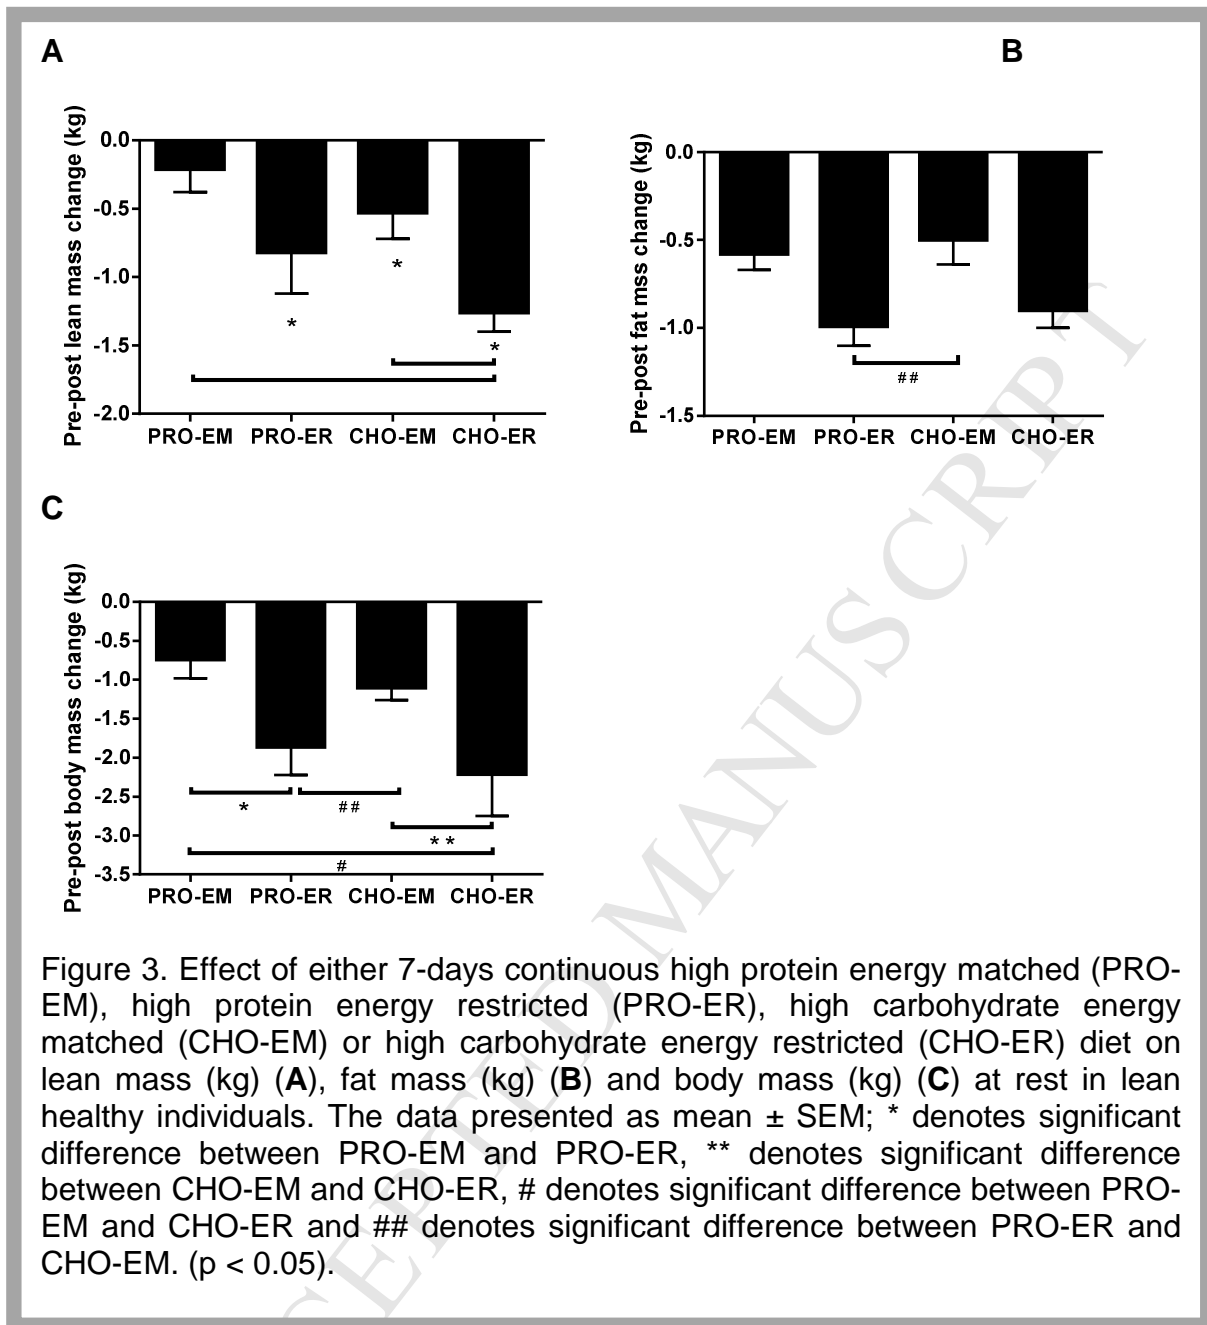 A
B
Pre-post lean mass change (kg)
0.0
-0.5
-1.0
-1.5
-2.0
*
*
*
PRO-EM PRO-ER CHO-EM CHO-ER
Pre-post fat mss change (kg)
0.0
-0.5
-1.0
-1.5
##
PRO-EM PRO-ER CHO-EM CHO-ER
C
Pre-post body mass change (kg)
0.0
-0.5
-1.0
-1.5
-2.0
-2.5
-3.0
-3.5
*
##
**
#
PRO-EM PRO-ER CHO-EM CHO-ER
Figure 3. Effect of either 7-days continuous high protein energy matched (PRO-
EM), high protein energy restricted (PRO-ER), high carbohydrate energy
matched (CHO-EM) or high carbohydrate energy restricted (CHO-ER) diet on
lean mass (kg) (A), fat mass (kg) (B) and body mass (kg) (C) at rest in lean
healthy individuals. The data presented as mean ± SEM; * denotes significant
difference between PRO-EM and PRO-ER, ** denotes significant difference
between CHO-EM and CHO-ER, # denotes significant difference between PRO-
EM and CHO-ER and ## denotes significant difference between PRO-ER and
CHO-EM. (p < 0.05).
CEPTED MANUSCRIPT